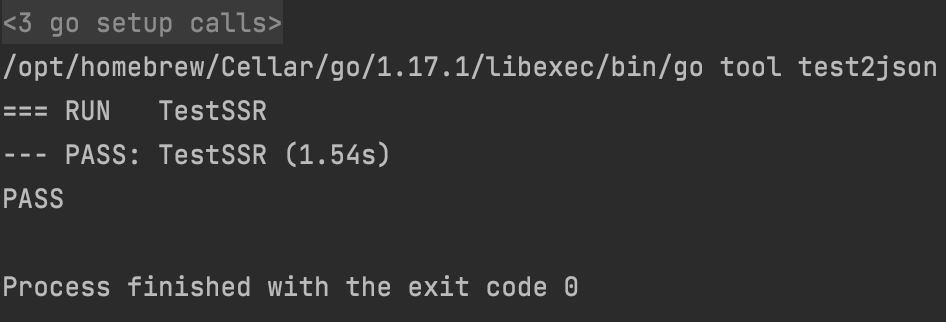 <3 go setup calls>
/opt/homebrew/Cellar/go/1.17.1/libexec/bin/go tool test2json
=== RUN   TestSSR
--- PASS: TestSSR (1.54s)
PASS
Process finished with the exit code 0